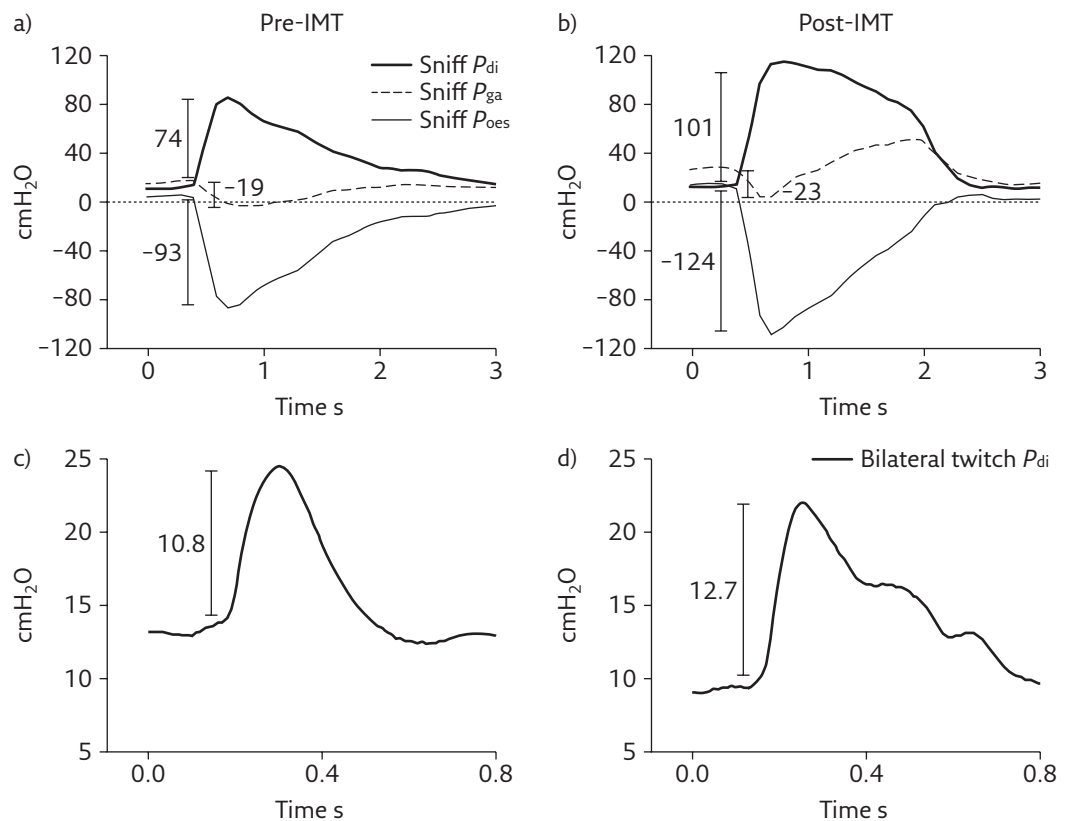 a) Pre-IMT
120
80
40
0
−40
−80
−120
cmH2O
74
−19
−93
Sniff Pdi
Sniff Pga
Sniff Poes
0 1 2 3
Time s
b) Post-IMT
120
80
40
0
−40
−80
−120
cmH2O
101
−23
−124
0 1 2 3
Time s
c)
25
20
15
10
5
cmH2O
10.8
0.0 0.4 0.8
Time s
d)
Bilateral twitch Pdi
25
20
15
10
5
cmH2O
12.7
0.0 0.4 0.8
Time s